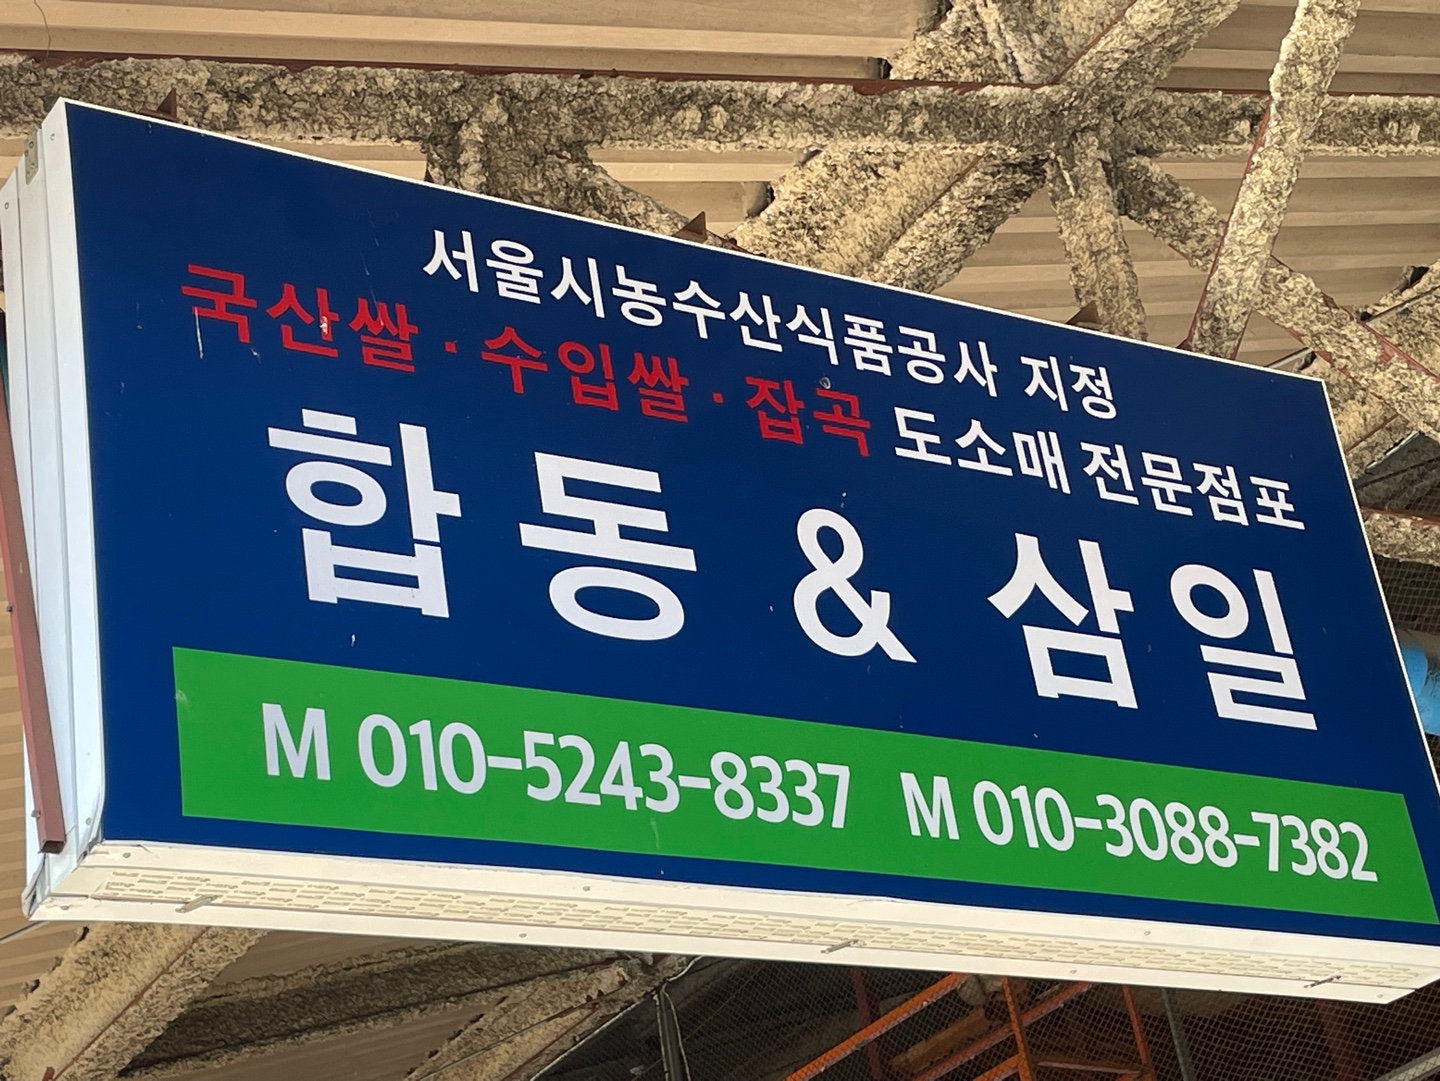 서울시농수산식품공사 지정
국산쌀·수입쌀·잡곡 도소매 전문점포
합동 & 삼일
M 010-5243-8337 M 010-3088-7382